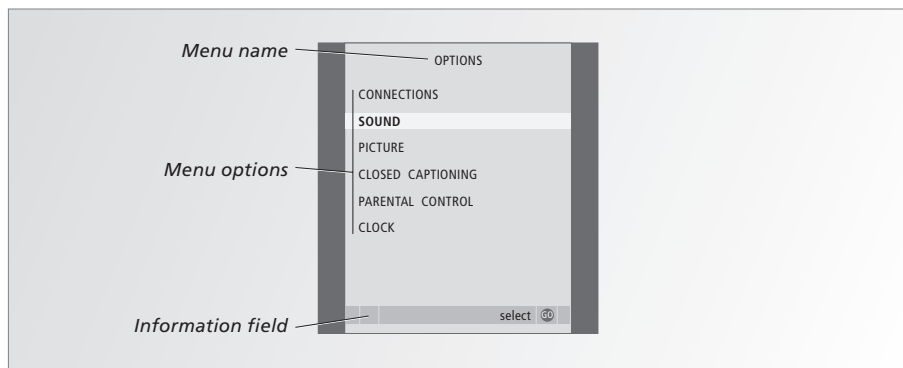 Menu name
OPTIONS
CONNECTIONS
SOUND
PICTURE
Menu options
CLOSED CAPTIONING
PARENTAL CONTROL
CLOCK
Information field
select GO